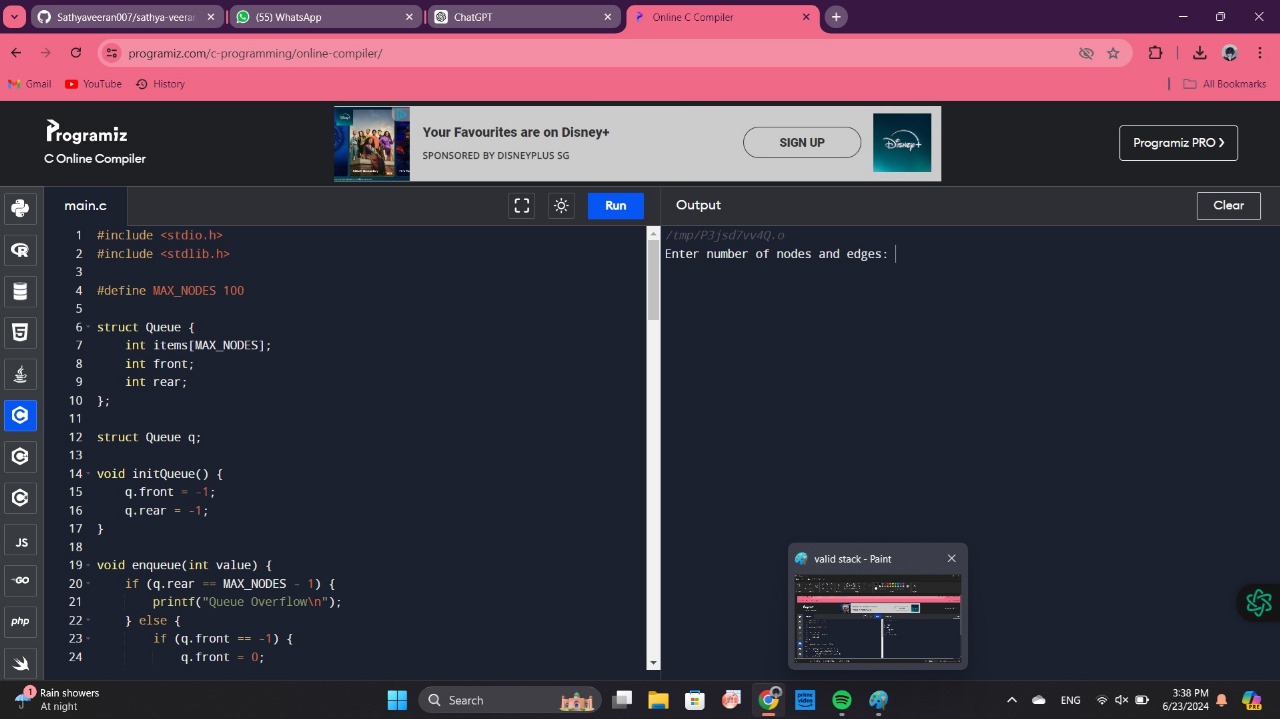 Sathyaveeran007/sathya-veeran
(55) WhatsApp
ChatGPT
Online C Compiler
programiz.com/c-programming/online-compiler/
Gmail
YouTube
History
All Bookmarks
Programiz
C Online Compiler
Your Favourites are on Disney+
SPONSORED BY DISNEYPLUS SG
SIGN UP
Disney+
Programiz PRO >
main.c
Run
Output
Clear
1 #include <stdio.h>
2 #include <stdlib.h>
3
4 #define MAX_NODES 100
5
6 struct Queue {
7 int items[MAX_NODES];
8 int front;
9 int rear;
10 };
11
12 struct Queue q;
13
14 void initQueue() {
15 q.front = -1;
16 q.rear = -1;
17 }
18
19 void enqueue(int value) {
20 if (q.rear == MAX_NODES - 1) {
21 printf("Queue Overflow\n");
22 } else {
23 if (q.front == -1) {
24 q.front = 0;
/tmp/P3jsd7vv4Q.o
Enter number of nodes and edges:
JS
GO
php
valid stack - Paint
1
Rain showers
At night
Search
prime video
ENG
3:38 PM
6/23/2024
PRE